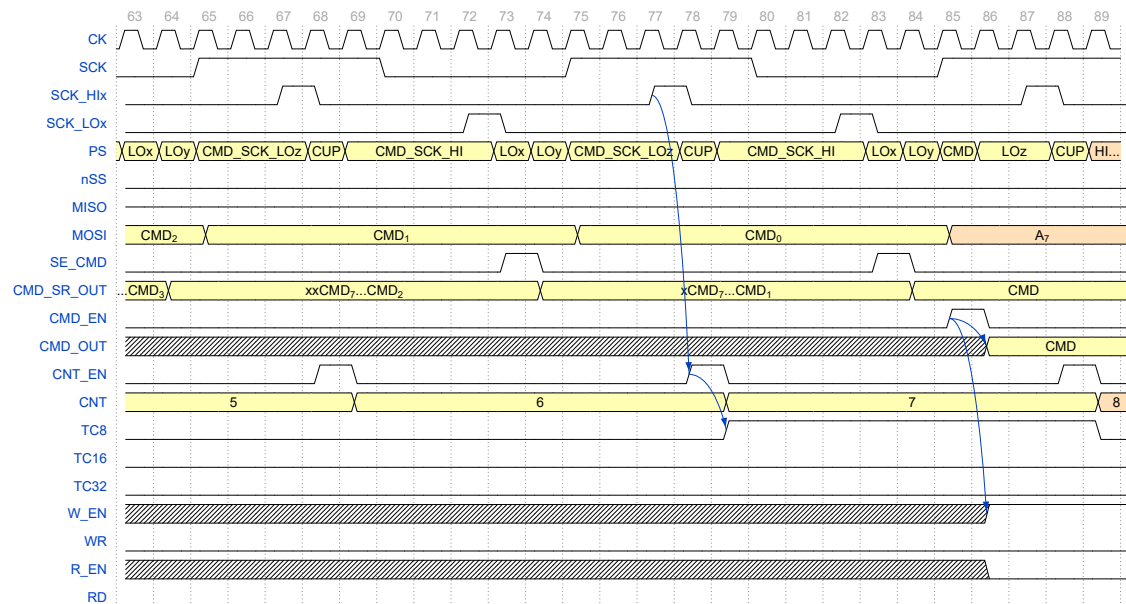 63 64 65 66 67 68 69 70 71 72 73 74 75 76 77 78 79 80 81 82 83 84 85 86 87 88 89
CK
SCK
SCK_HIx
SCK_LOx
PS LOx LOy CMD_SCK_LOz CUP CMD_SCK_HI LOx LOy CMD_SCK_LOz CUP CMD_SCK_HI LOx LOy CMD LOz CUP HI...
nSS
MISO
MOSI CMD₂ CMD₁ CMD₀ A₇
SE_CMD
CMD_SR_OUT ...CMD₃ xxCMD₇...CMD₂ xCMD₇...CMD₁ CMD
CMD_EN
CMD_OUT CMD
CNT_EN
CNT 5 6 7 8
TC8
TC16
TC32
W_EN
WR
R_EN
RD